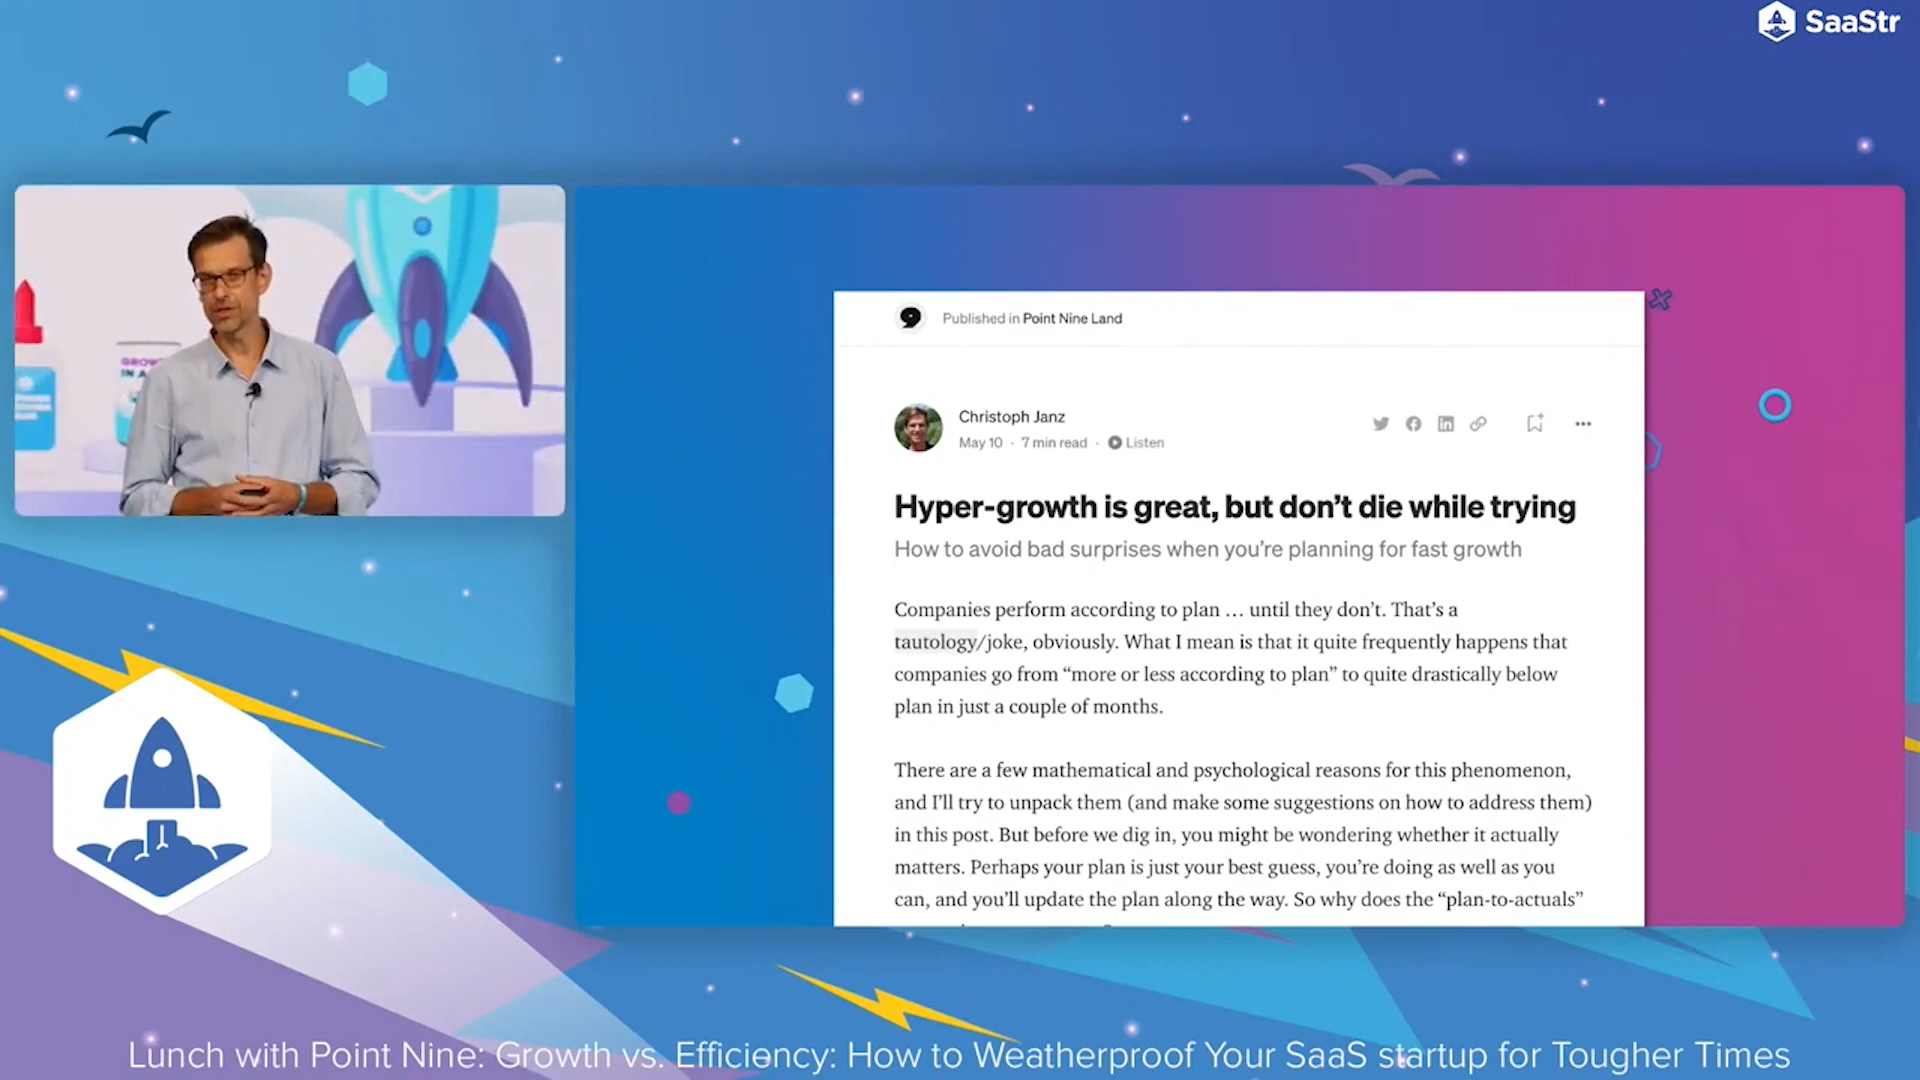 SaaStr
GROW
IN A
Published in Point Nine Land
Christoph Janz
May 10 · 7 min read · Listen
Hyper-growth is great, but don’t die while trying
How to avoid bad surprises when you’re planning for fast growth
Companies perform according to plan … until they don’t. That’s a
tautology/joke, obviously. What I mean is that it quite frequently happens that
companies go from “more or less according to plan” to quite drastically below
plan in just a couple of months.
There are a few mathematical and psychological reasons for this phenomenon,
and I’ll try to unpack them (and make some suggestions on how to address them)
in this post. But before we dig in, you might be wondering whether it actually
matters. Perhaps your plan is just your best guess, you’re doing as well as you
can, and you’ll update the plan along the way. So why does the “plan-to-actuals”
Lunch with Point Nine: Growth vs. Efficiency: How to Weatherproof Your SaaS startup for Tougher Times